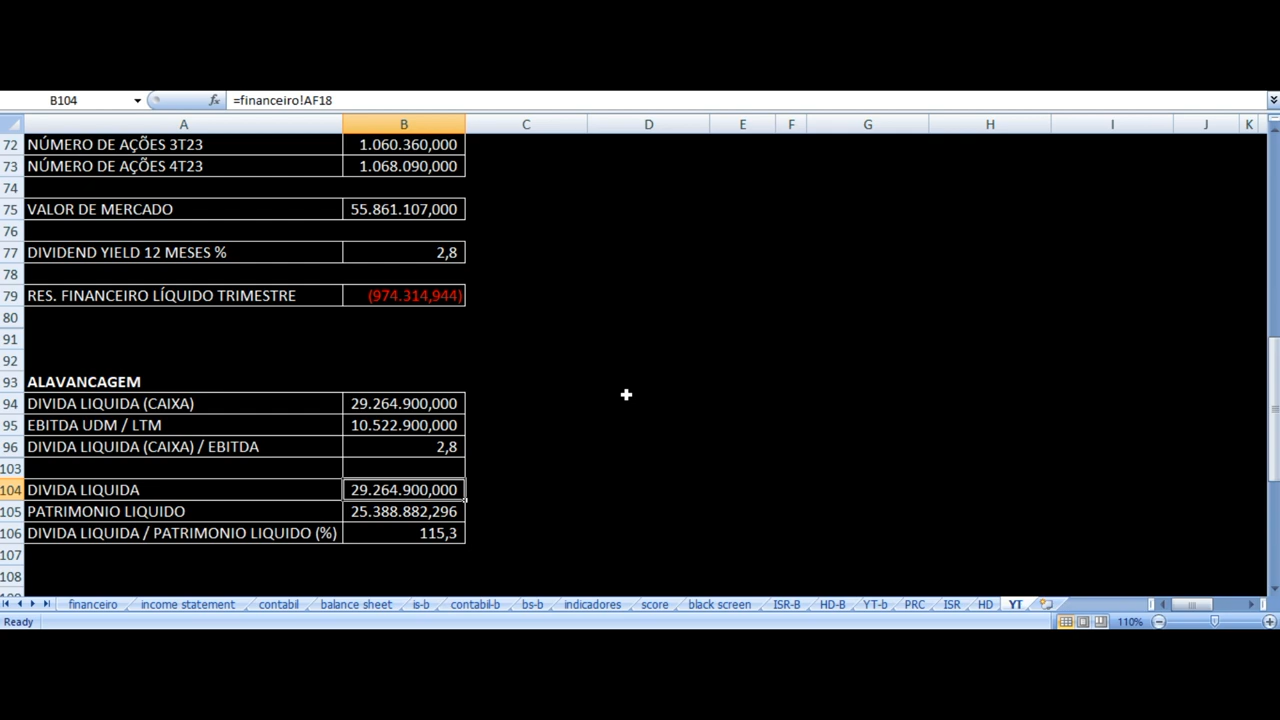 B104 fx =financeiro!AF18
A B C D E F G H I J K
72 NÚMERO DE AÇÕES 3T23 1.060.360,000
73 NÚMERO DE AÇÕES 4T23 1.068.090,000
74
75 VALOR DE MERCADO 55.861.107,000
76
77 DIVIDEND YIELD 12 MESES % 2,8
78
79 RES. FINANCEIRO LÍQUIDO TRIMESTRE (974.314,944)
80
91
92
93 ALAVANCAGEM
94 DIVIDA LIQUIDA (CAIXA) 29.264.900,000
95 EBITDA UDM / LTM 10.522.900,000
96 DIVIDA LIQUIDA (CAIXA) / EBITDA 2,8
103
104 DIVIDA LIQUIDA 29.264.900,000
105 PATRIMONIO LIQUIDO 25.388.882,296
106 DIVIDA LIQUIDA / PATRIMONIO LIQUIDO (%) 115,3
107
108
financeiro income statement contabil balance sheet is-b contabil-b bs-b indicadores score black screen ISR-B HD-B YT-b PRC ISR HD YT
Ready 110%